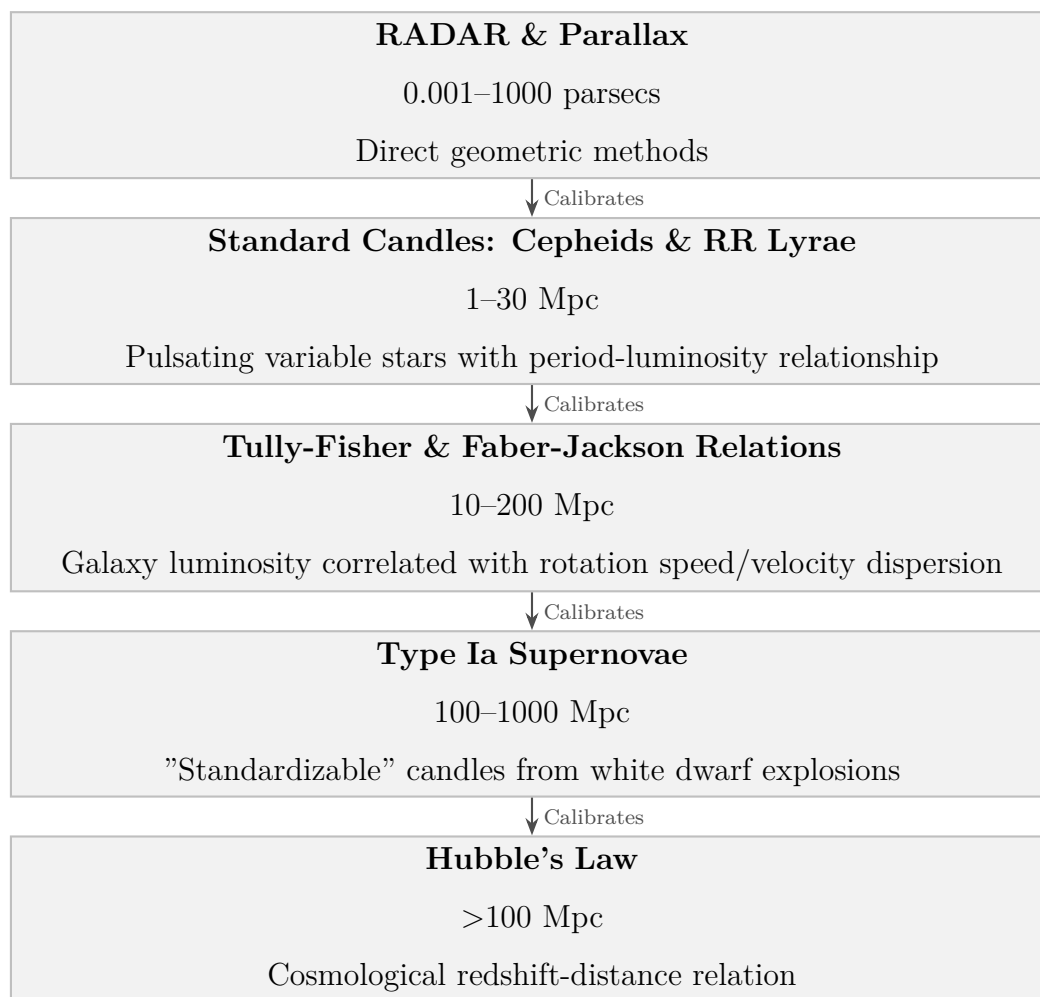 RADAR & Parallax
0.001–1000 parsecs
Direct geometric methods
Calibrates
Standard Candles: Cepheids & RR Lyrae
1–30 Mpc
Pulsating variable stars with period-luminosity relationship
Calibrates
Tully-Fisher & Faber-Jackson Relations
10–200 Mpc
Galaxy luminosity correlated with rotation speed/velocity dispersion
Calibrates
Type Ia Supernovae
100–1000 Mpc
”Standardizable” candles from white dwarf explosions
Calibrates
Hubble’s Law
>100 Mpc
Cosmological redshift-distance relation